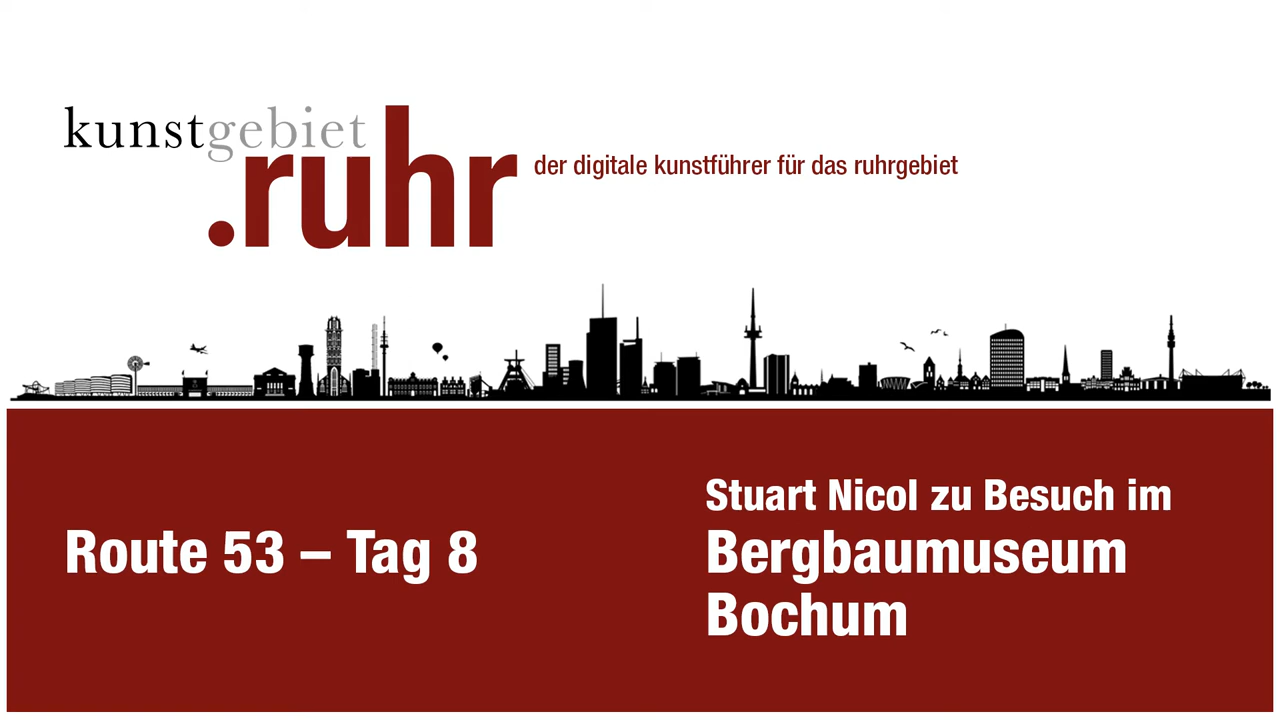 kunstgebiet
.ruhr
der digitale kunstführer für das ruhrgebiet
Route 53 – Tag 8
Stuart Nicol zu Besuch im
Bergbaumuseum
Bochum